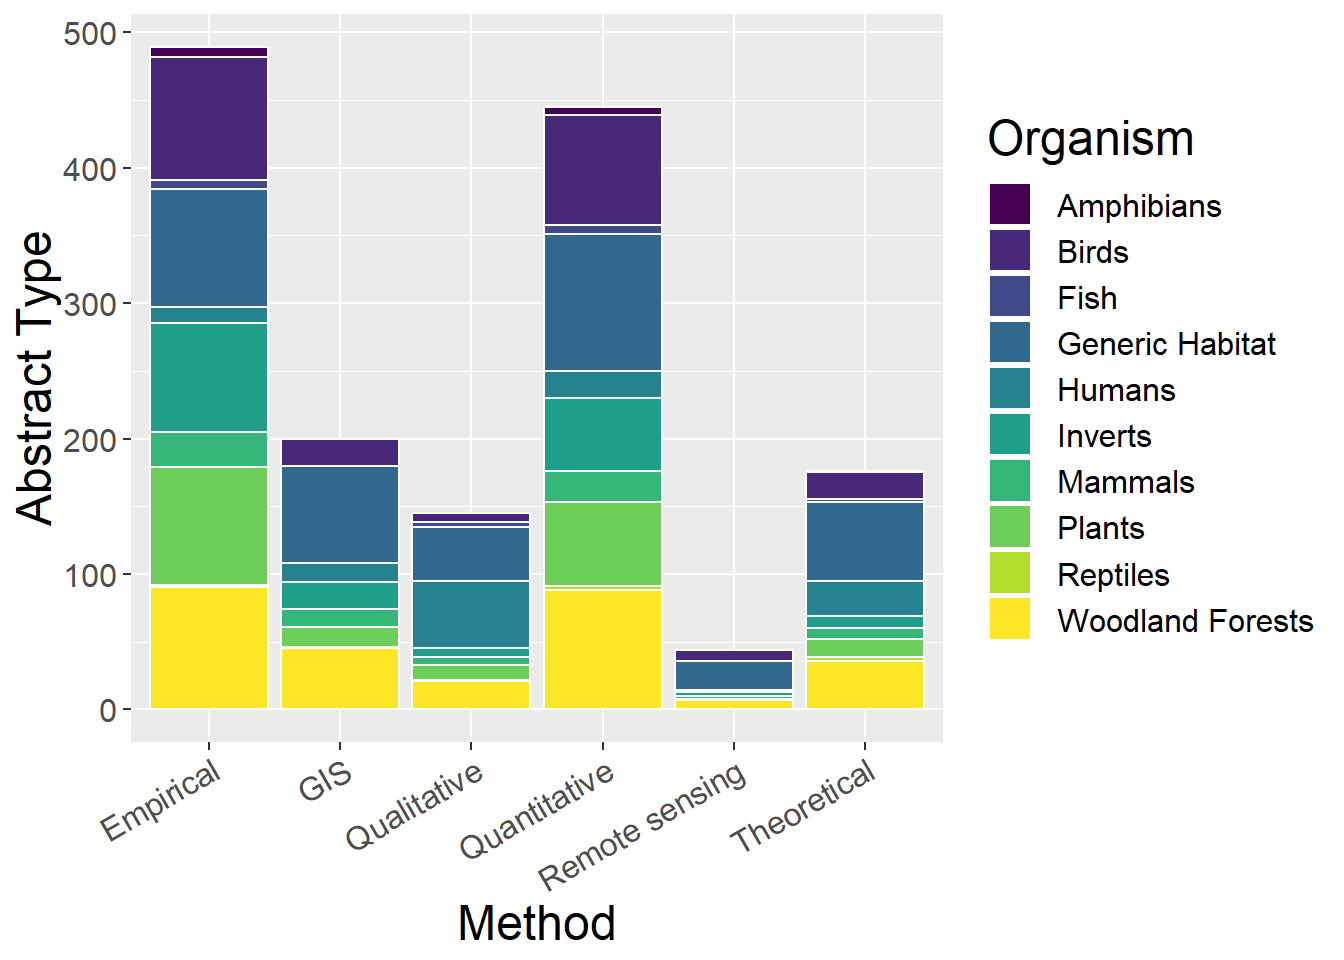 500
400
300
200
100
0
Abstract Type
Empirical
GIS
Qualitative
Quantitative
Remote sensing
Theoretical
Method
Organism
Amphibians
Birds
Fish
Generic Habitat
Humans
Inverts
Mammals
Plants
Reptiles
Woodland Forests